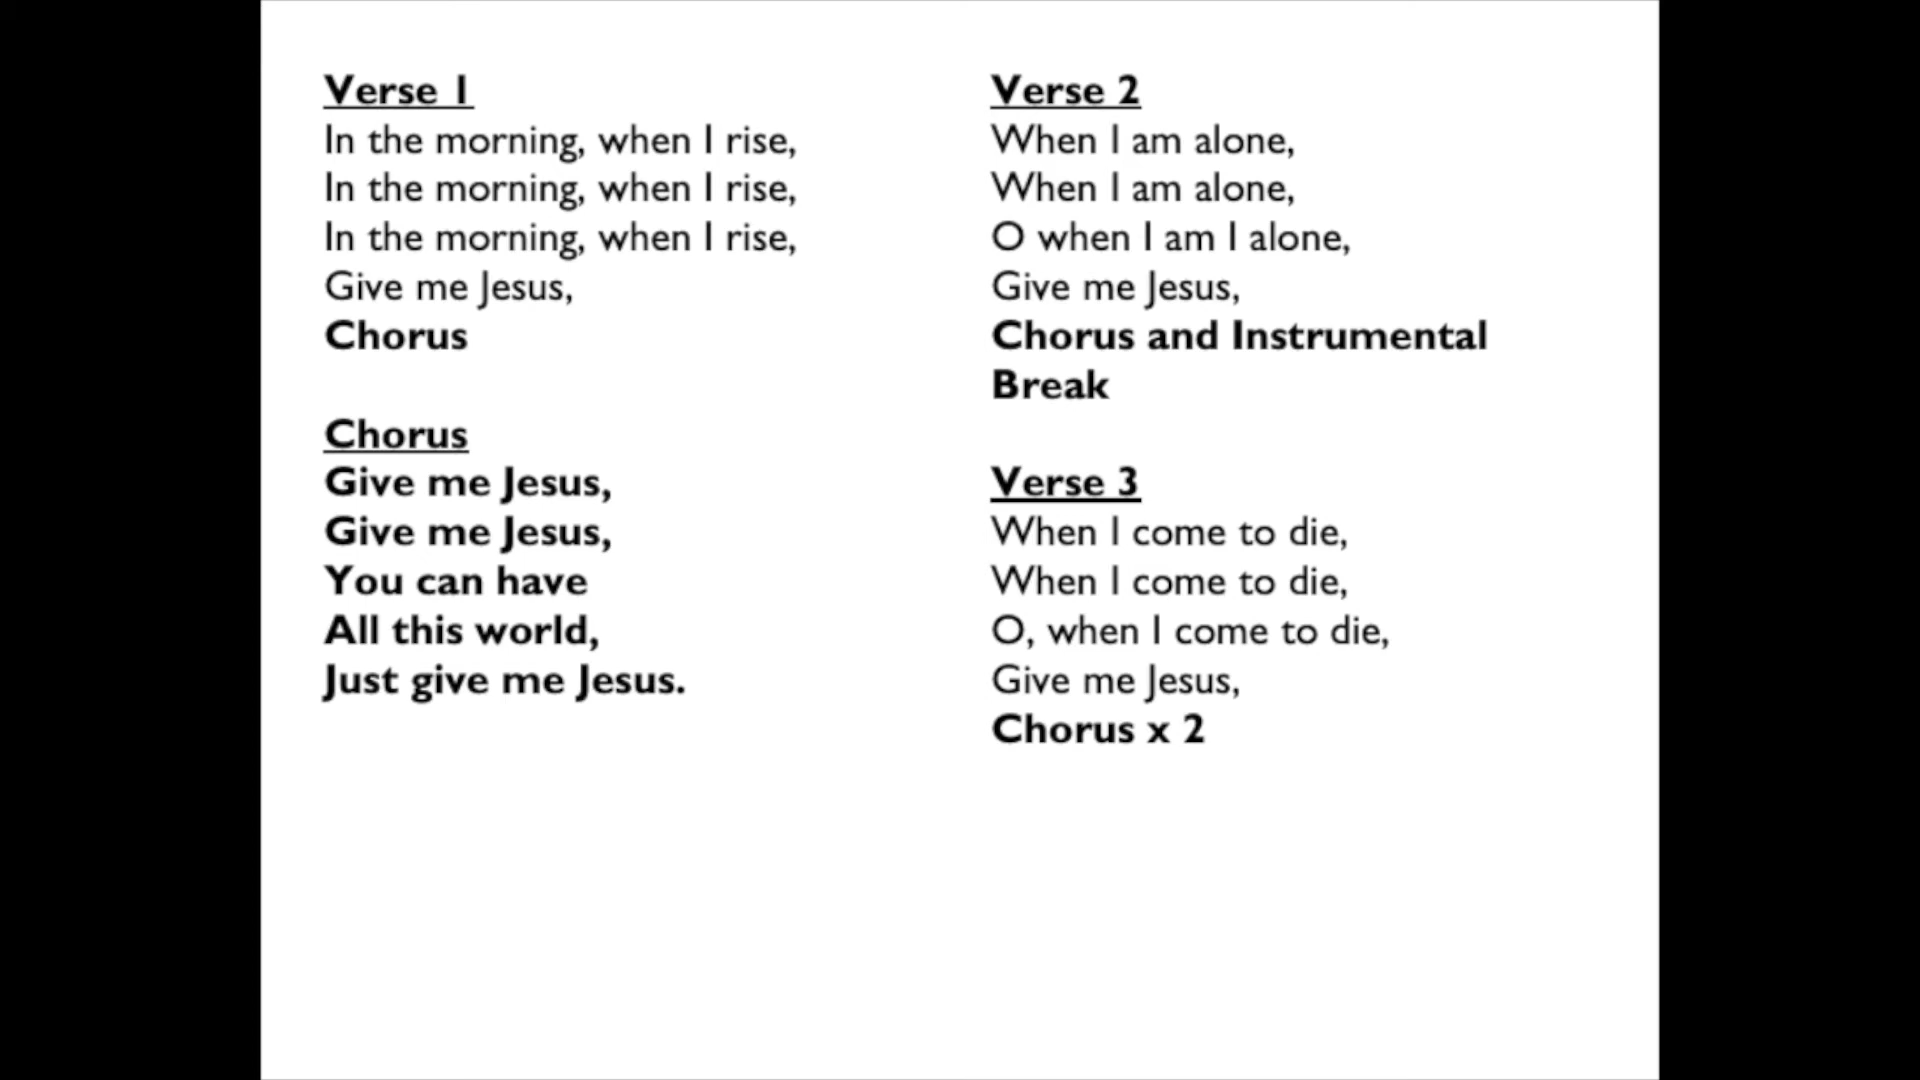 Verse 1
In the morning, when I rise,
In the morning, when I rise,
In the morning, when I rise,
Give me Jesus,
Chorus
Chorus
Give me Jesus,
Give me Jesus,
You can have
All this world,
Just give me Jesus.
Verse 2
When I am alone,
When I am alone,
O when I am I alone,
Give me Jesus,
Chorus and Instrumental
Break
Verse 3
When I come to die,
When I come to die,
O, when I come to die,
Give me Jesus,
Chorus x 2